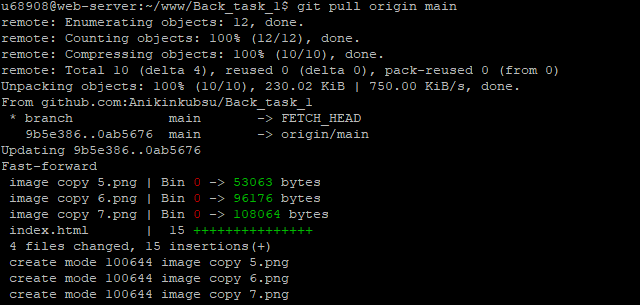 u68908@web-server:~/www/Back_task_1$ git pull origin main
remote: Enumerating objects: 12, done.
remote: Counting objects: 100% (12/12), done.
remote: Compressing objects: 100% (10/10), done.
remote: Total 10 (delta 4), reused 0 (delta 0), pack-reused 0 (from 0)
Unpacking objects: 100% (10/10), 230.02 KiB | 750.00 KiB/s, done.
From github.com:Anikinkubsu/Back_task_1
 * branch            main       -> FETCH_HEAD
   9b5e386..0ab5676  main       -> origin/main
Updating 9b5e386..0ab5676
Fast-forward
 image copy 5.png | Bin 0 -> 53063 bytes
 image copy 6.png | Bin 0 -> 96176 bytes
 image copy 7.png | Bin 0 -> 108064 bytes
 index.html       |  15 +++++++++++++++
 4 files changed, 15 insertions(+)
 create mode 100644 image copy 5.png
 create mode 100644 image copy 6.png
 create mode 100644 image copy 7.png